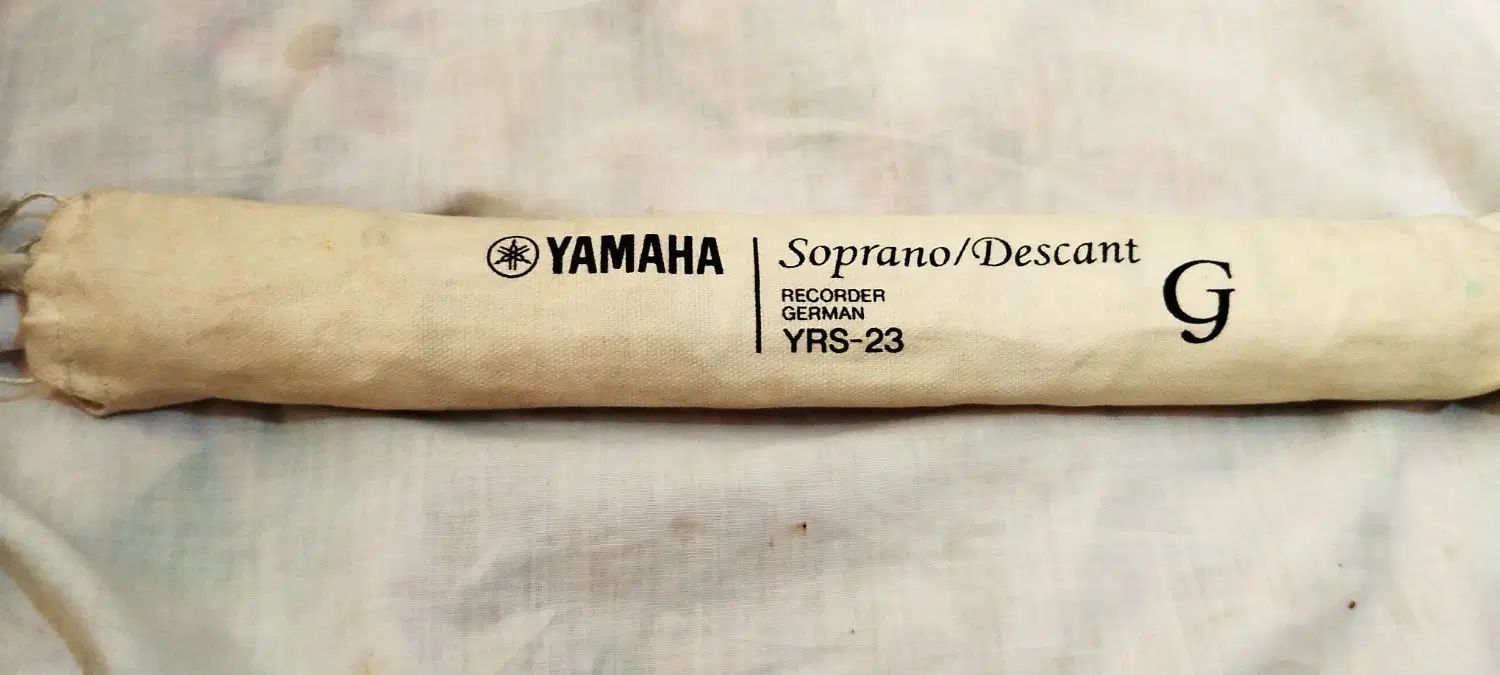 YAMAHA
Soprano/Descant
RECORDER
GERMAN
YRS-23
G